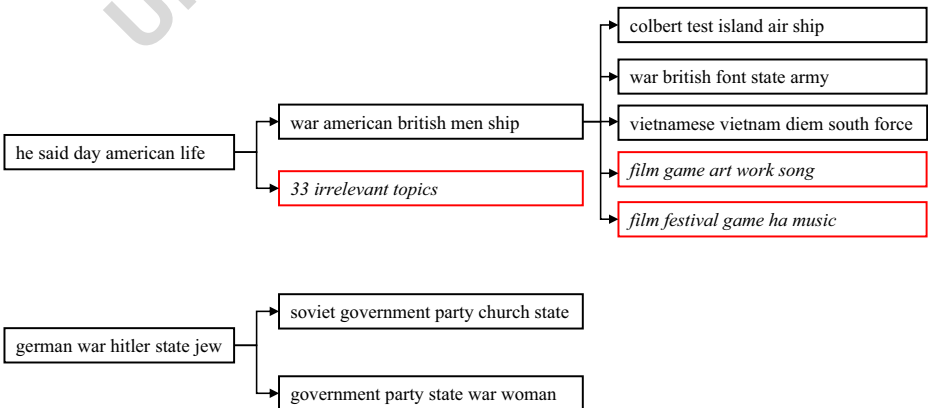 colbert test island air ship
war british font state army
war american british men ship
vietnamese vietnam diem south force
he said day american life
film game art work song
33 irrelevant topics
film festival game ha music
soviet government party church state
german war hitler state jew
government party state war woman